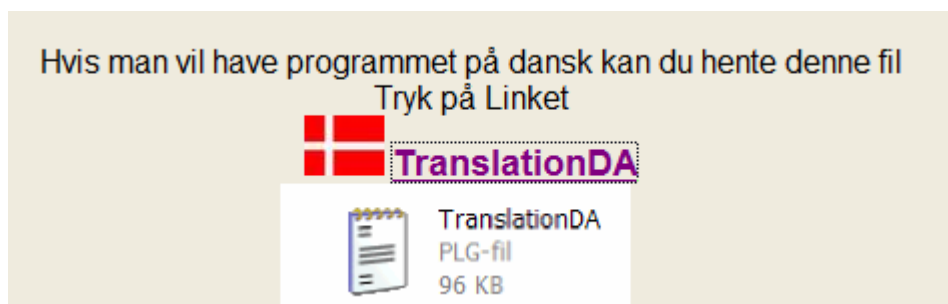 Hvis man vil have programmet på dansk kan du hente denne fil
Tryk på Linket
TranslationDA
TranslationDA
PLG-fil
96 KB